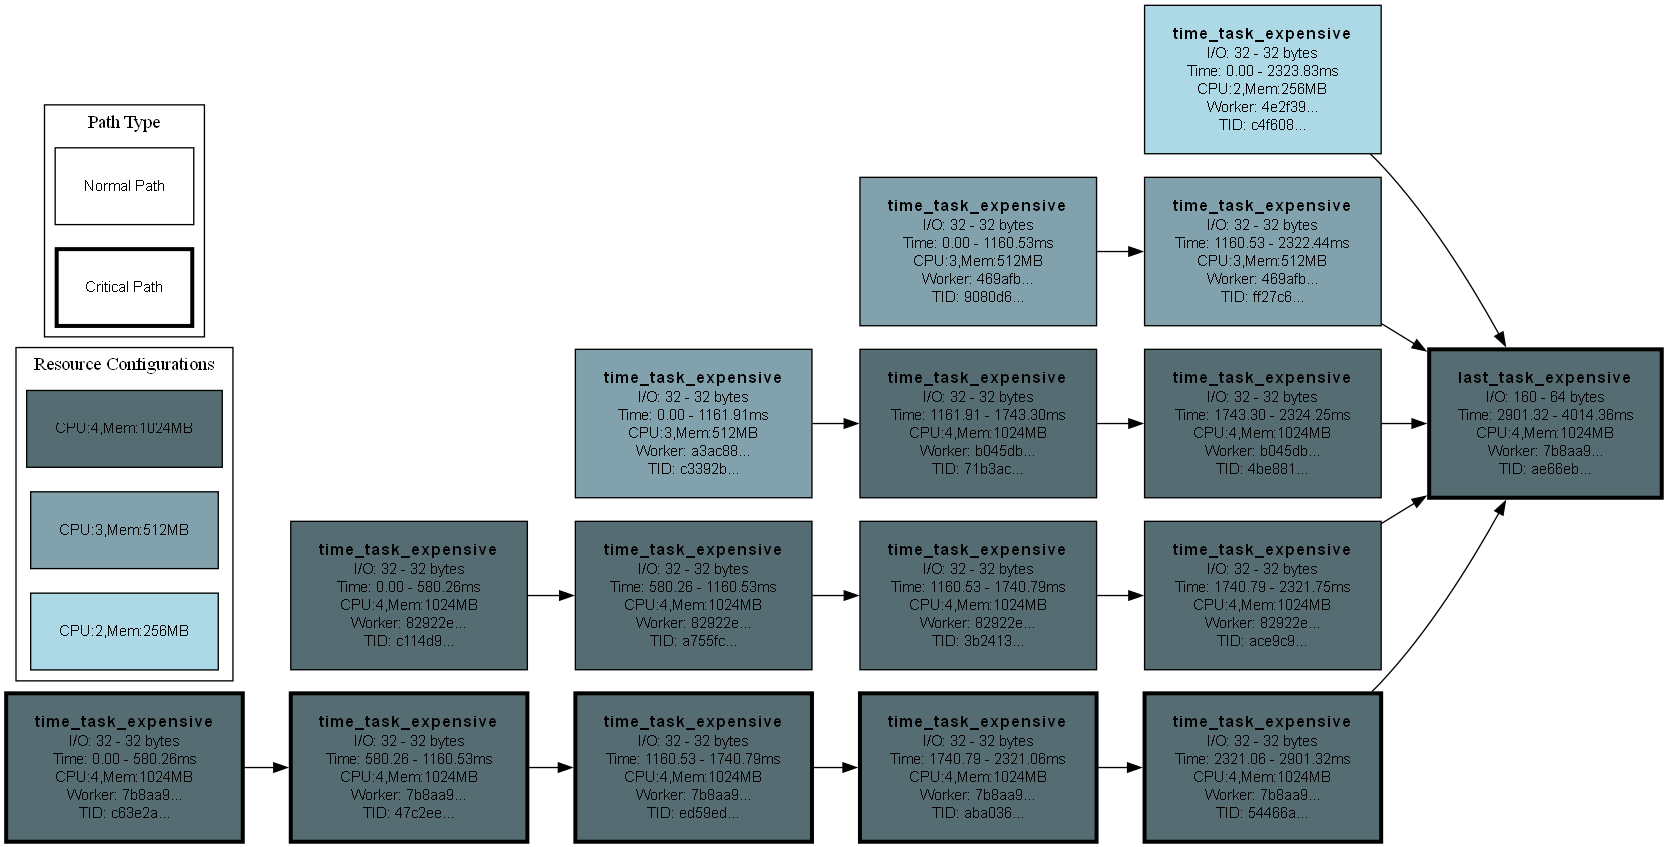 Path Type
Normal Path
Critical Path
Resource Configurations
CPU:4,Mem:1024MB
CPU:3,Mem:512MB
CPU:2,Mem:256MB
time_task_expensive
I/O: 32 - 32 bytes
Time: 0.00 - 2323.83ms
CPU:2,Mem:256MB
Worker: 4e2f39...
TID: c4f608...
time_task_expensive
I/O: 32 - 32 bytes
Time: 0.00 - 1160.53ms
CPU:3,Mem:512MB
Worker: 469afb...
TID: 9080d6...
time_task_expensive
I/O: 32 - 32 bytes
Time: 1160.53 - 2322.44ms
CPU:3,Mem:512MB
Worker: 469afb...
TID: ff27c6...
time_task_expensive
I/O: 32 - 32 bytes
Time: 0.00 - 1161.91ms
CPU:3,Mem:512MB
Worker: a3ac88...
TID: c3392b...
time_task_expensive
I/O: 32 - 32 bytes
Time: 1161.91 - 1743.30ms
CPU:4,Mem:1024MB
Worker: b045db...
TID: 71b3ac...
time_task_expensive
I/O: 32 - 32 bytes
Time: 1743.30 - 2324.25ms
CPU:4,Mem:1024MB
Worker: b045db...
TID: 4be881...
last_task_expensive
I/O: 160 - 64 bytes
Time: 2901.32 - 4014.36ms
CPU:4,Mem:1024MB
Worker: 7b8aa9...
TID: ae66eb...
time_task_expensive
I/O: 32 - 32 bytes
Time: 0.00 - 580.26ms
CPU:4,Mem:1024MB
Worker: 82922e...
TID: c114d9...
time_task_expensive
I/O: 32 - 32 bytes
Time: 580.26 - 1160.53ms
CPU:4,Mem:1024MB
Worker: 82922e...
TID: a755fc...
time_task_expensive
I/O: 32 - 32 bytes
Time: 1160.53 - 1740.79ms
CPU:4,Mem:1024MB
Worker: 82922e...
TID: 3b2413...
time_task_expensive
I/O: 32 - 32 bytes
Time: 1740.79 - 2321.75ms
CPU:4,Mem:1024MB
Worker: 82922e...
TID: ace9c9...
time_task_expensive
I/O: 32 - 32 bytes
Time: 0.00 - 580.26ms
CPU:4,Mem:1024MB
Worker: 7b8aa9...
TID: c63e2a...
time_task_expensive
I/O: 32 - 32 bytes
Time: 580.26 - 1160.53ms
CPU:4,Mem:1024MB
Worker: 7b8aa9...
TID: 47c2ee...
time_task_expensive
I/O: 32 - 32 bytes
Time: 1160.53 - 1740.79ms
CPU:4,Mem:1024MB
Worker: 7b8aa9...
TID: ed59ed...
time_task_expensive
I/O: 32 - 32 bytes
Time: 1740.79 - 2321.06ms
CPU:4,Mem:1024MB
Worker: 7b8aa9...
TID: aba036...
time_task_expensive
I/O: 32 - 32 bytes
Time: 2321.06 - 2901.32ms
CPU:4,Mem:1024MB
Worker: 7b8aa9...
TID: 54466a...